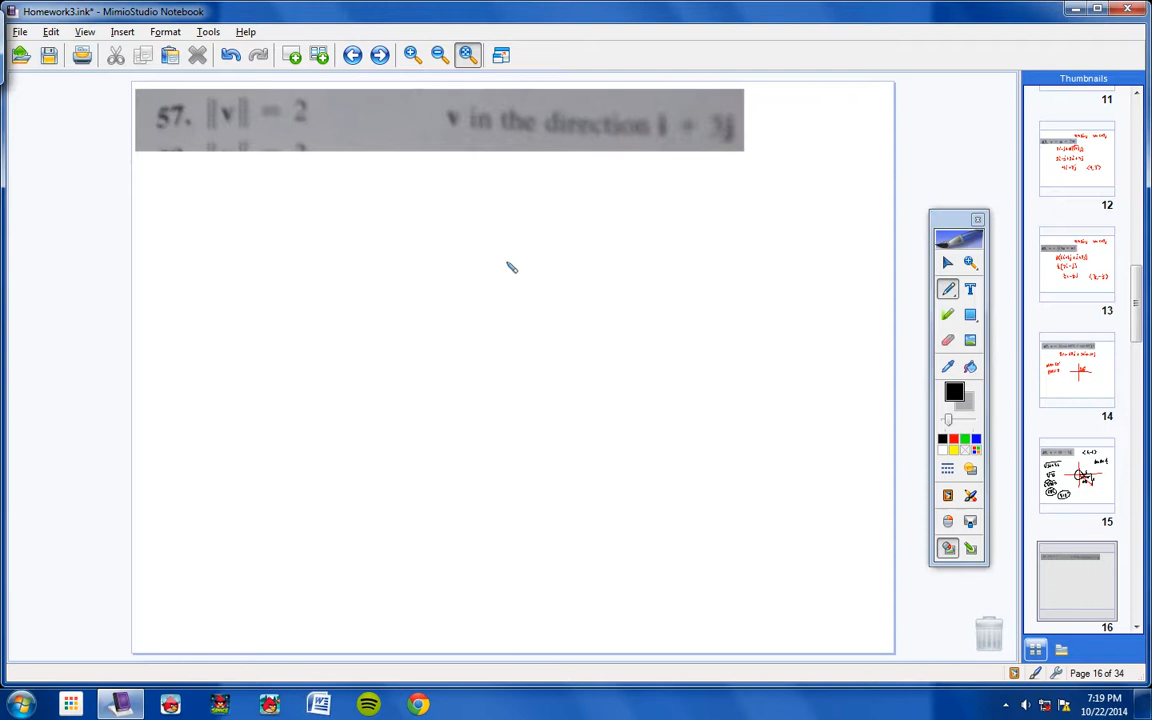 Homework3.ink* - MimioStudio Notebook
File Edit View Insert Format Tools Help
57. ||v|| = 2 v in the direction i + 3j
Thumbnails
11
12
13
14
15
16
Page 16 of 34
7:19 PM
10/22/2014